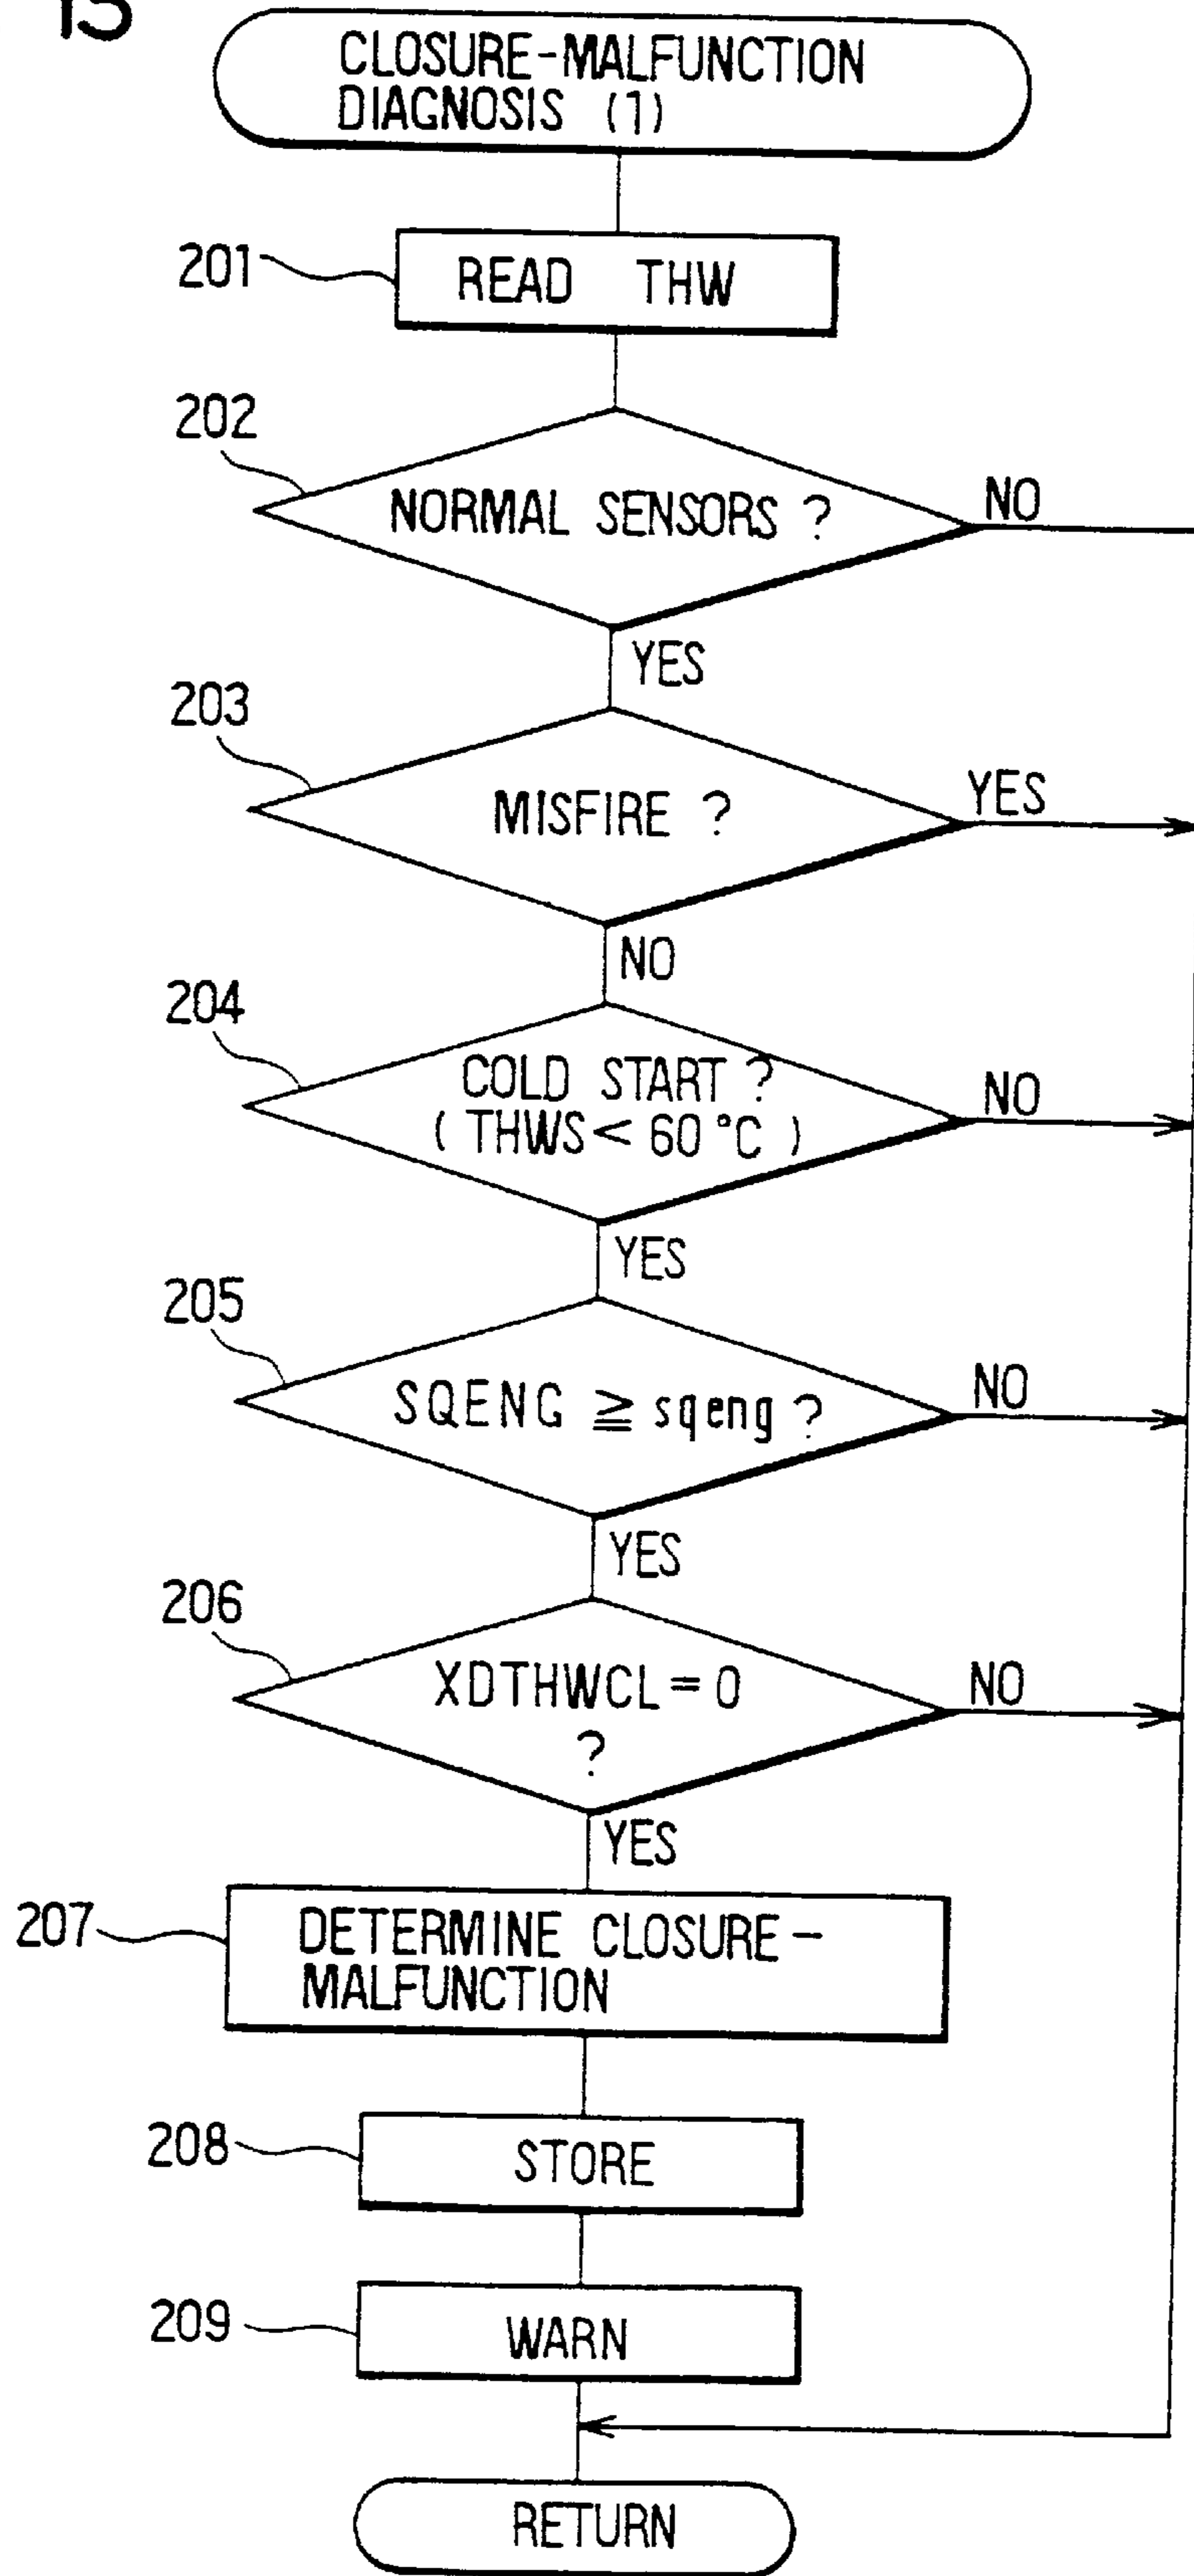 13
CLOSURE-MALFUNCTION
DIAGNOSIS (1)
201
READ THW
202
NORMAL SENSORS ?
NO
YES
203
MISFIRE ?
YES
NO
204
COLD START ?
( THWS < 60 °C )
NO
YES
205
SQENG ≧ sqeng ?
NO
YES
206
XDTHWCL = 0
?
NO
YES
207
DETERMINE CLOSURE-
MALFUNCTION
208
STORE
209
WARN
RETURN